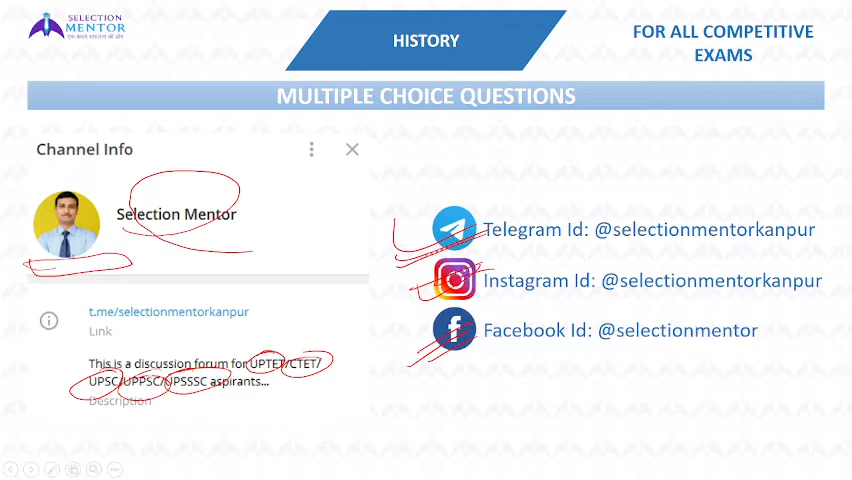 SELECTION
MENTOR
HISTORY
FOR ALL COMPETITIVE
EXAMS
MULTIPLE CHOICE QUESTIONS
Channel Info
Selection Mentor
t.me/selectionmentorkanpur
Link
This is a discussion forum for UPTET/CTET/
UPSC/UPPSC/UPSSSC aspirants...
Description
Telegram Id: @selectionmentorkanpur
Instagram Id: @selectionmentorkanpur
Facebook Id: @selectionmentor